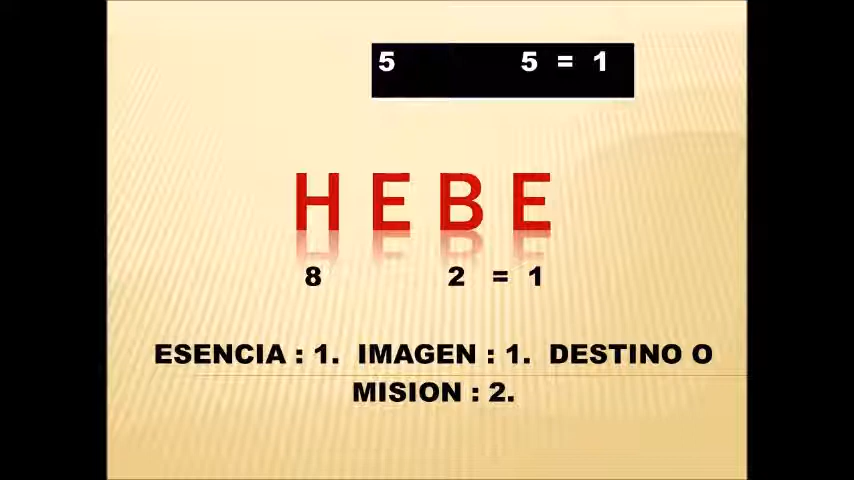 5 5 = 1
HEBE
8 2 = 1
ESENCIA : 1. IMAGEN : 1. DESTINO O
MISION : 2.